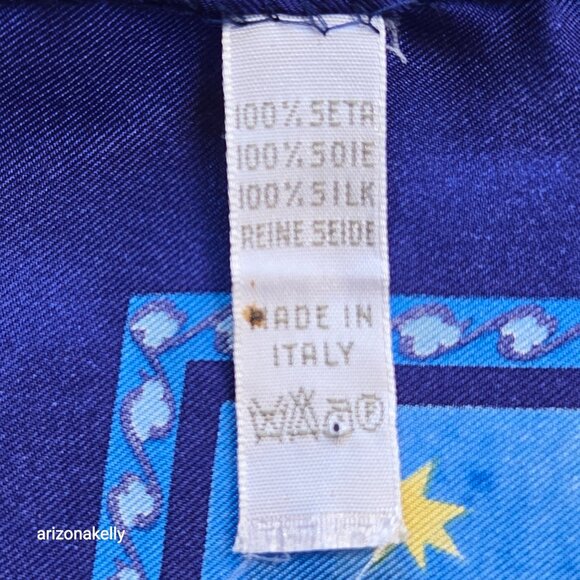 100% SETA
100% SOIE
100% SILK
REINE SEIDE
MADE IN
ITALY
P
arizonakelly